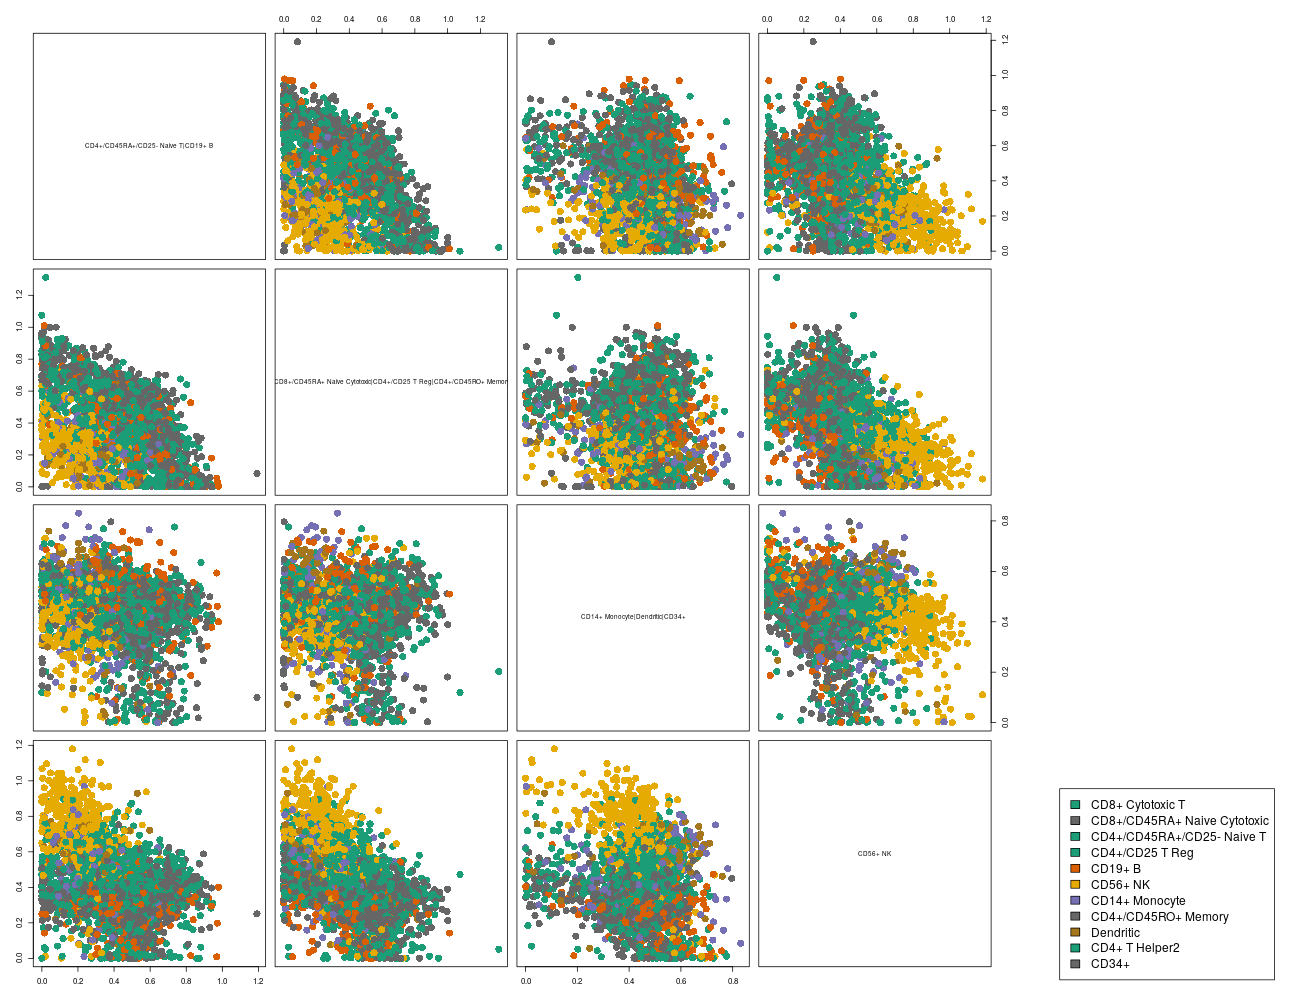 0.0 0.2 0.4 0.6 0.8 1.0 1.2
0.0 0.2 0.4 0.6 0.8 1.0 1.2
CD4+/CD45RA+/CD25- Naive T|CD19+ B
0.0 0.2 0.4 0.6 0.8 1.0 1.2
0.0 0.2 0.4 0.6 0.8 1.0 1.2
CD8+/CD45RA+ Naive Cytotoxic|CD4+/CD25 T Reg|CD4+/CD45RO+ Memor
CD14+ Monocyte|Dendritic|CD34+
0.0 0.2 0.4 0.6 0.8
0.0 0.2 0.4 0.6 0.8 1.0 1.2
CD56+ NK
0.0 0.2 0.4 0.6 0.8 1.0 1.2
0.0 0.2 0.4 0.6 0.8
CD8+ Cytotoxic T
CD8+/CD45RA+ Naive Cytotoxic
CD4+/CD45RA+/CD25- Naive T
CD4+/CD25 T Reg
CD19+ B
CD56+ NK
CD14+ Monocyte
CD4+/CD45RO+ Memory
Dendritic
CD4+ T Helper2
CD34+